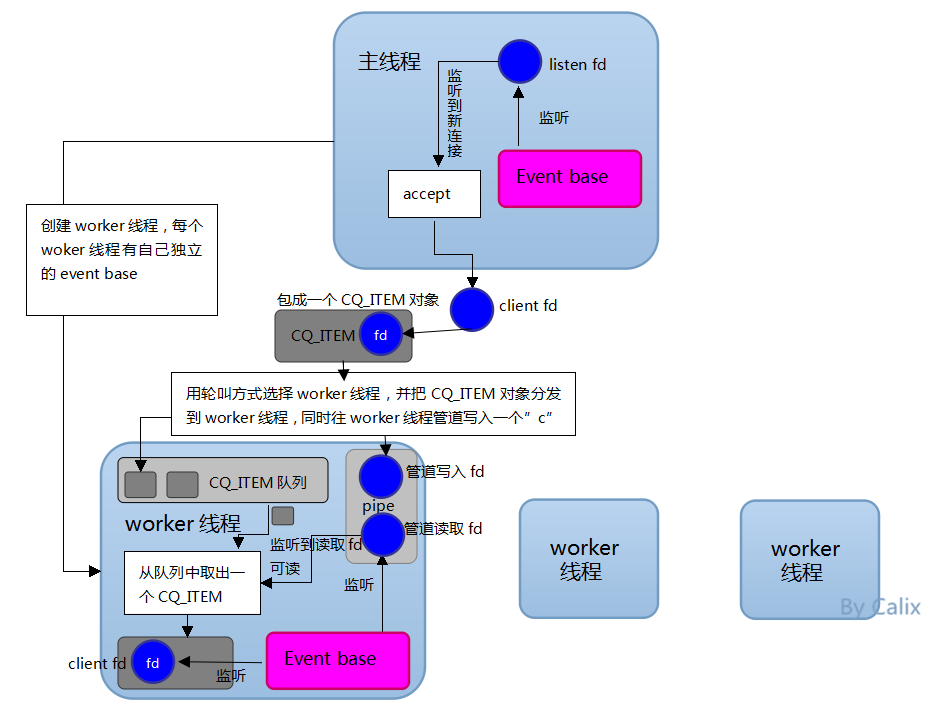 主线程
listen fd
监听到新连接
监听
Event base
accept
创建 worker 线程，每个
woker 线程有自己独立
的 event base
包成一个 CQ_ITEM 对象
client fd
CQ_ITEM
fd
用轮叫方式选择 worker 线程，并把 CQ_ITEM 对象分发
到 worker 线程，同时往 worker 线程管道写入一个”c”
CQ_ITEM 队列
管道写入 fd
pipe
worker 线程
管道读取 fd
监听到读取 fd
可读
从队列中取出一
个 CQ_ITEM
监听
Event base
client fd
fd
监听
worker
线程
worker
线程
By Calix